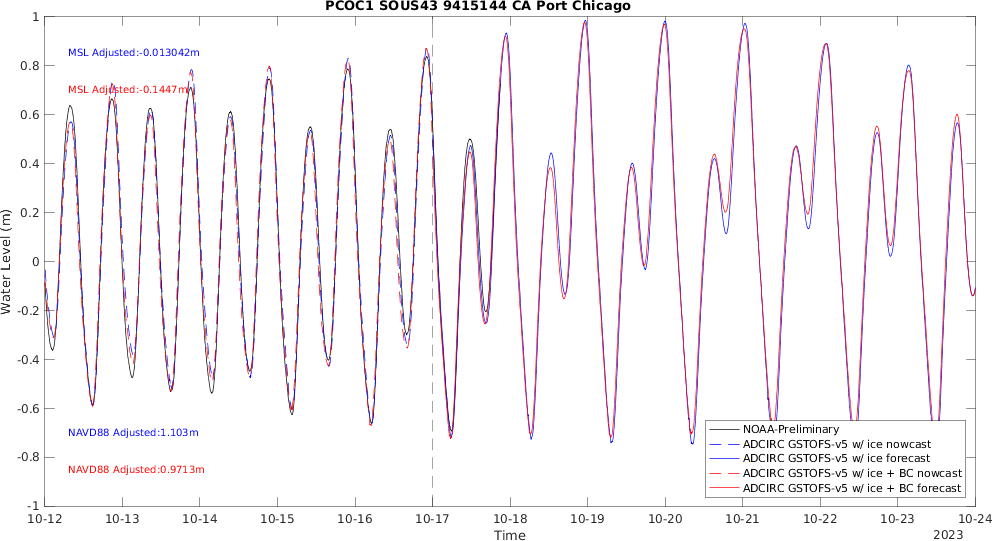 PCOC1 SOUS43 9415144 CA Port Chicago
MSL Adjusted:-0.013042m
MSL Adjusted:-0.1447m
NAVD88 Adjusted:1.103m
NAVD88 Adjusted:0.9713m
Water Level (m)
1
0.8
0.6
0.4
0.2
0
-0.2
-0.4
-0.6
-0.8
-1
NOAA-Preliminary
ADCIRC GSTOFS-v5 w/ ice nowcast
ADCIRC GSTOFS-v5 w/ ice forecast
ADCIRC GSTOFS-v5 w/ ice + BC nowcast
ADCIRC GSTOFS-v5 w/ ice + BC forecast
10-12 10-13 10-14 10-15 10-16 10-17 10-18 10-19 10-20 10-21 10-22 10-23 10-24
Time
2023